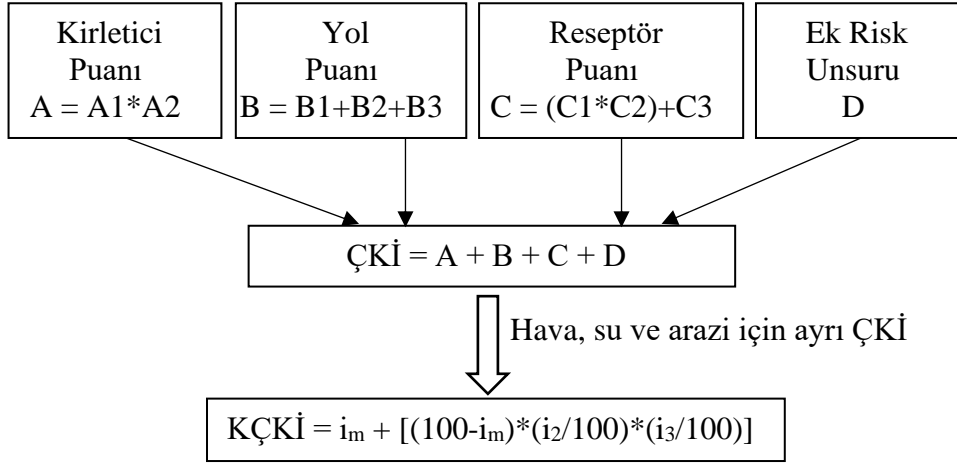 Kirletici
Puanı
A = A1*A2
Yol
Puanı
B = B1+B2+B3
Reseptör
Puanı
C = (C1*C2)+C3
Ek Risk
Unsuru
D
ÇKİ = A + B + C + D
Hava, su ve arazi için ayrı ÇKİ
KÇKİ = iₘ + [(100-iₘ)*(i₂/100)*(i₃/100)]